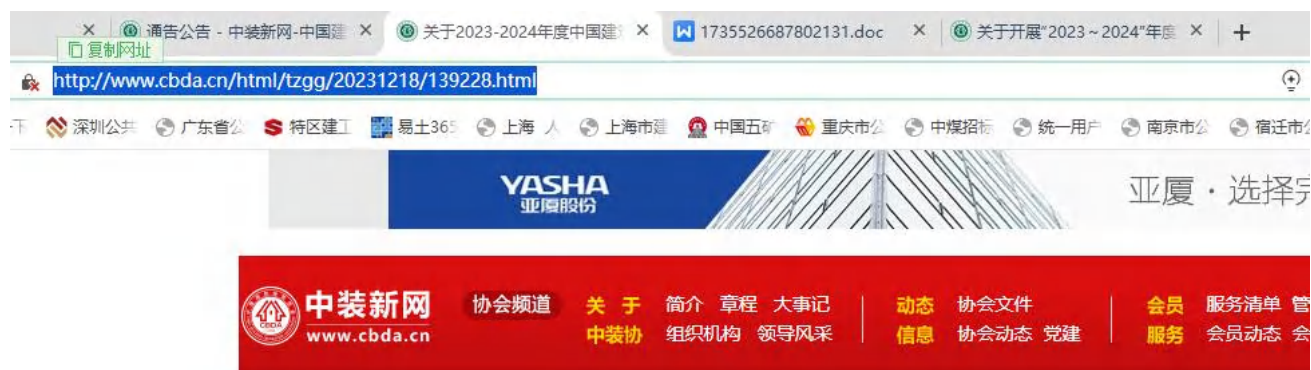 通告公告 - 中装新网-中国建
关于2023-2024年度中国建
1735526687802131.doc
关于开展"2023～2024"年度
复制网址
http://www.cbda.cn/html/tzgg/20231218/139228.html
下 深圳公共 广东省公 特区建工 易土365 上海 人 上海市建 中国五矿 重庆市公 中煤招标 统一用户 南京市公 宿迁市公
YASHA
亚厦股份
亚厦·选择完
中装新网 协会频道 关于 简介 章程 大事记 动态 协会文件 会员 服务清单 管
CBDA www.cbda.cn 中装协 组织机构 领导风采 信息 协会动态 党建 服务 会员动态 会